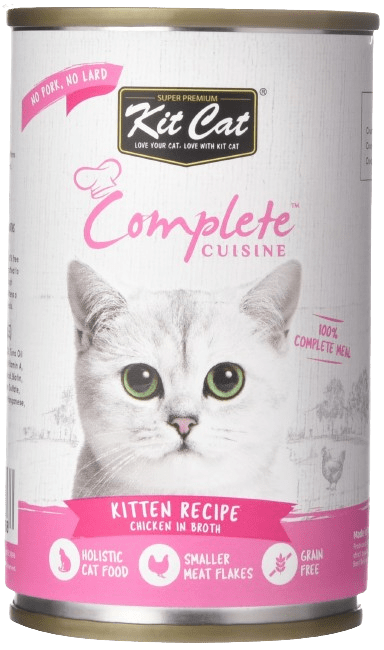 NO PORK, NO LARD
SUPER PREMIUM
Kit Cat®
LOVE YOUR CAT. LOVE WITH KIT CAT
Complete™
CUISINE
100%
COMPLETE MEAL
KITTEN RECIPE
CHICKEN IN BROTH
HOLISTIC
CAT FOOD
SMALLER
MEAT FLAKES
GRAIN
FREE